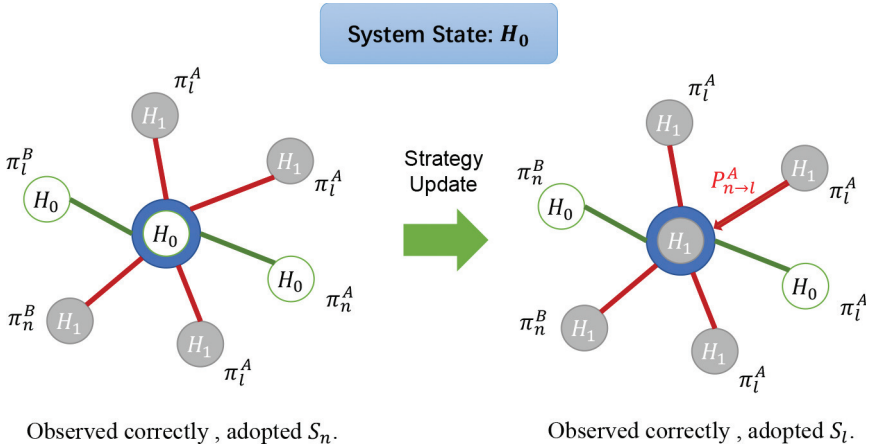 System State: H₀
π_l^A
H₁
π_l^B
H₁
π_l^A
H₀
H₀
H₀
π_n^A
π_n^B
H₁
H₁
π_l^A
Observed correctly , adopted S_n.
Strategy
Update
π_l^A
H₁
P_{n→l}^A
H₁
π_l^A
π_n^B
H₀
H₁
H₀
π_l^A
π_n^B
H₁
H₁
π_l^A
Observed correctly , adopted S_l.